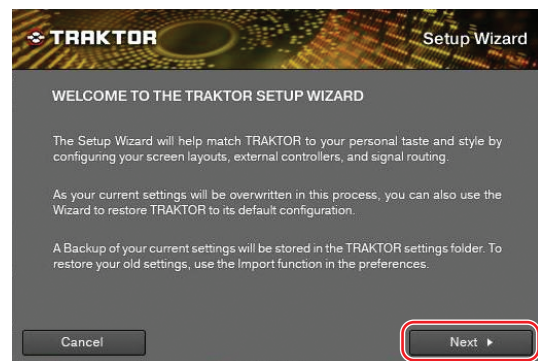 TRAKTOR
Setup Wizard
WELCOME TO THE TRAKTOR SETUP WIZARD
The Setup Wizard will help match TRAKTOR to your personal taste and style by
configuring your screen layouts, external controllers, and signal routing.
As your current settings will be overwritten in this process, you can also use the
Wizard to restore TRAKTOR to its default configuration.
A Backup of your current settings will be stored in the TRAKTOR settings folder. To
restore your old settings, use the Import function in the preferences.
Cancel
Next